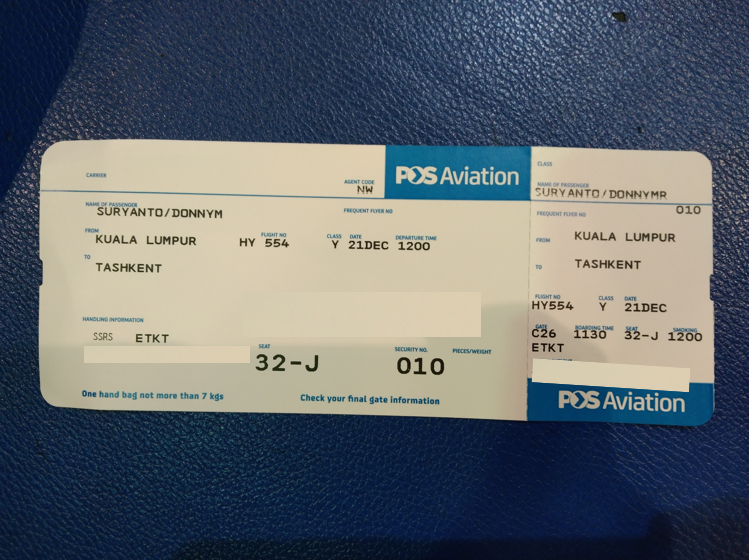 CARRIER
AGENT CODE
NW
POS Aviation
NAME OF PASSENGER
SURYANTO/DONNYM
FREQUENT FLYER NO
FROM FLIGHT NO CLASS DATE DEPARTURE TIME
KUALA LUMPUR HY 554 Y 21DEC 1200
TO
TASHKENT
HANDLING INFORMATION
SSRS ETKT
SEAT SECURITY NO. PIECES/WEIGHT
32-J 010
One hand bag not more than 7 kgs Check your final gate information
CLASS
NAME OF PASSENGER
SURYANTO/DONNYMR
010
FREQUENT FLYER NO
FROM KUALA LUMPUR
TO TASHKENT
FLIGHT NO CLASS DATE
HY554 Y 21DEC
GATE BOARDING TIME SEAT SMOKING
C26 1130 32-J 1200
ETKT
POS Aviation